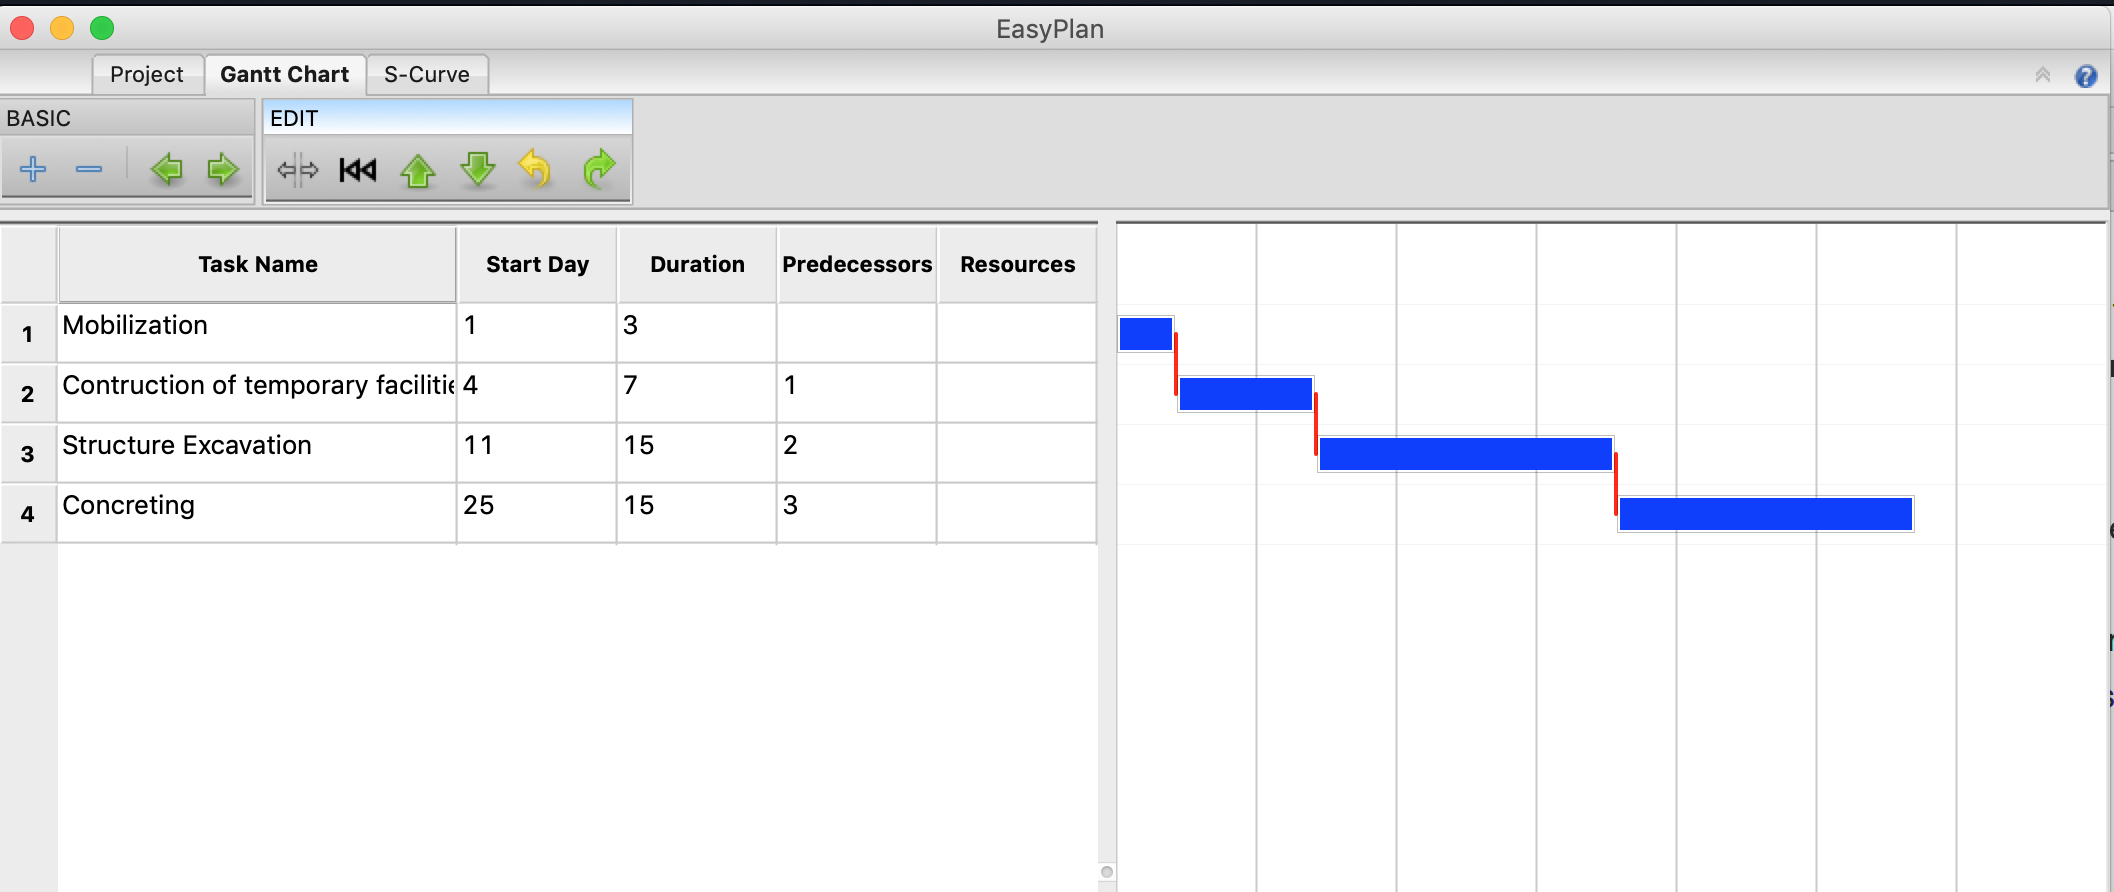 EasyPlan
Project Gantt Chart S-Curve
BASIC EDIT
Task Name Start Day Duration Predecessors Resources
1 Mobilization 1 3
2 Contruction of temporary facilitie 4 7 1
3 Structure Excavation 11 15 2
4 Concreting 25 15 3